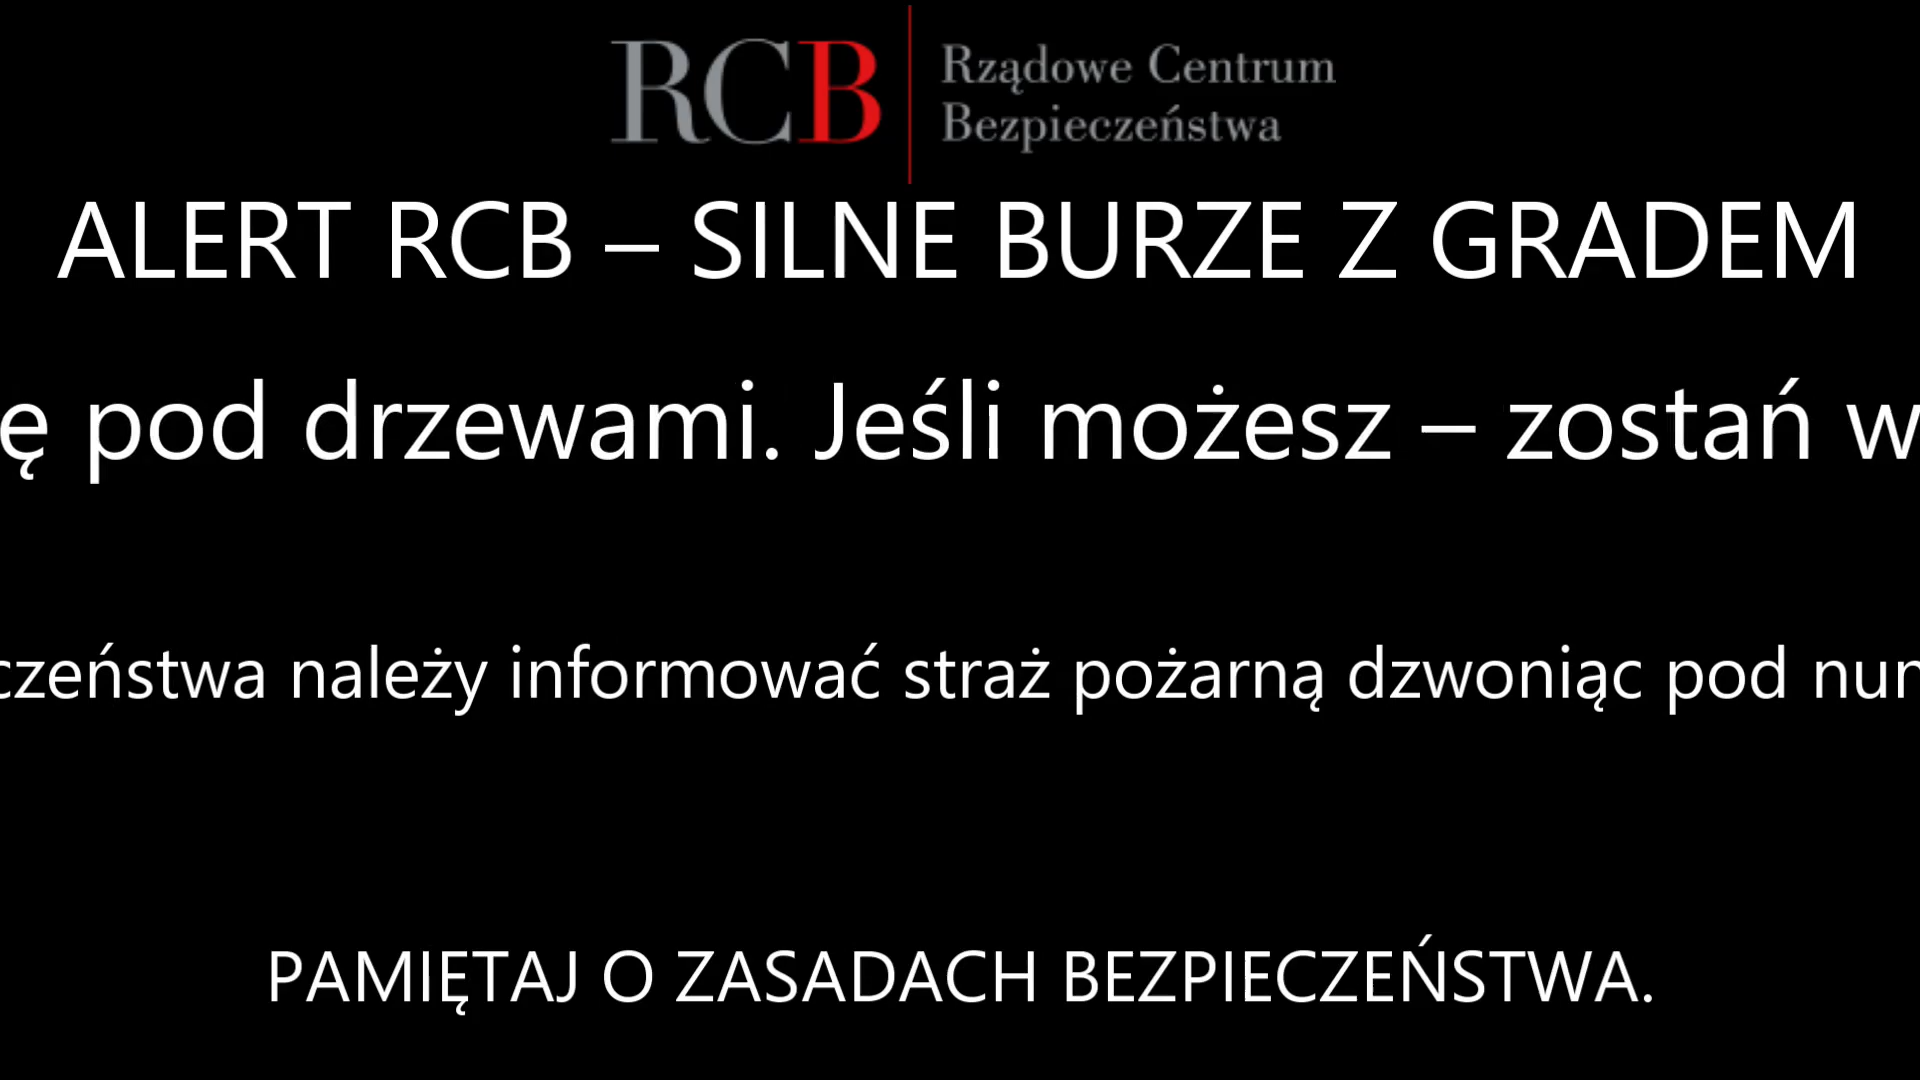 RCB
Rządowe Centrum
Bezpieczeństwa
ALERT RCB – SILNE BURZE Z GRADEM
ę pod drzewami. Jeśli możesz – zostań w
czeństwa należy informować straż pożarną dzwoniąc pod num
PAMIĘTAJ O ZASADACH BEZPIECZEŃSTWA.